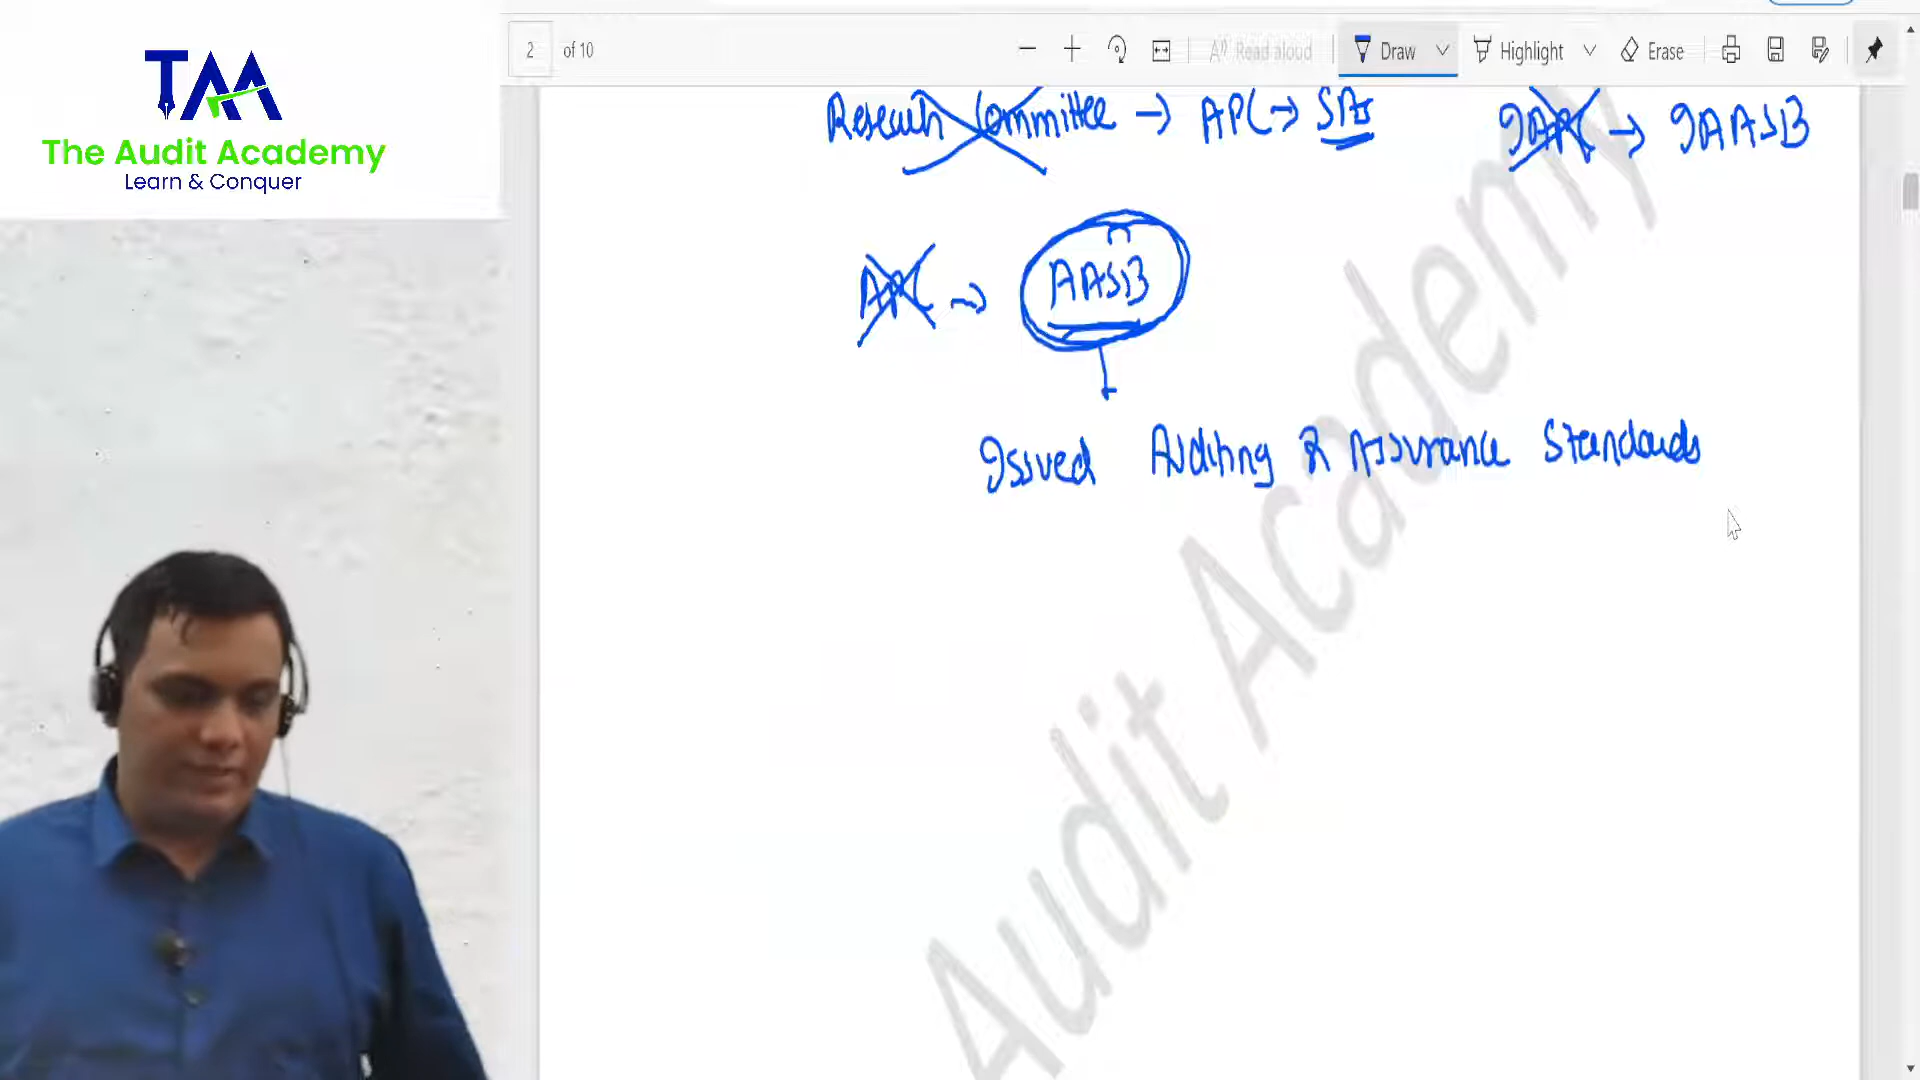 TAA
The Audit Academy
Learn & Conquer
2 of 10
Read aloud
Draw
Highlight
Erase
Reseach Committee → APC → SAs
IAPC → IAASB
APC → AASB
Issued Auditing & Assurance Standards
Audit Academy